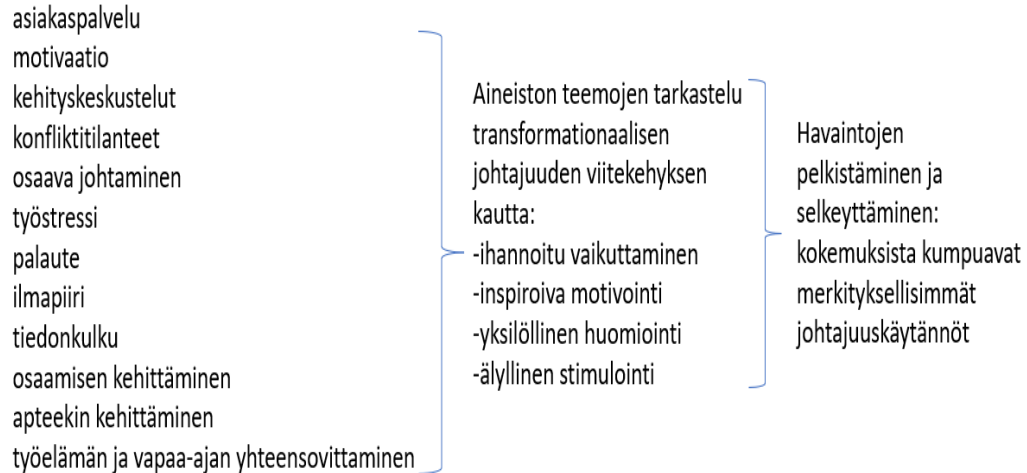 asiakaspalvelu
motivaatio
kehityskeskustelut
konfliktitilanteet
osaava johtaminen
työstressi
palaute
ilmapiiri
tiedonkulku
osaamisen kehittäminen
apteekin kehittäminen
työelämän ja vapaa-ajan yhteensovittaminen
Aineiston teemojen tarkastelu
transformationaalisen
johtajuuden viitekehyksen
kautta:
-ihannoitu vaikuttaminen
-inspiroiva motivointi
-yksilöllinen huomiointi
-älyllinen stimulointi
Havaintojen
pelkistäminen ja
selkeyttäminen:
kokemuksista kumpuavat
merkityksellisimmät
johtajuuskäytännöt